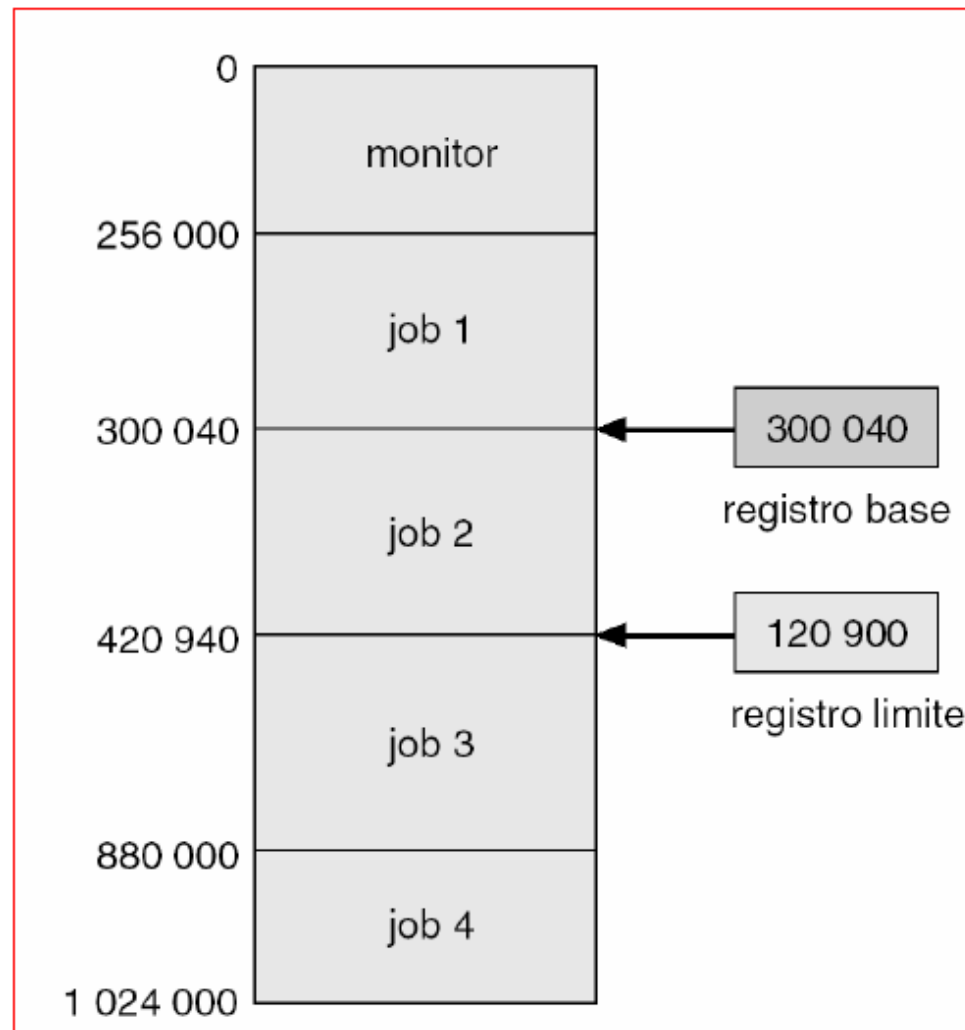 0
monitor
256 000
job 1
300 040
300 040
registro base
job 2
420 940
120 900
registro limite
job 3
880 000
job 4
1 024 000